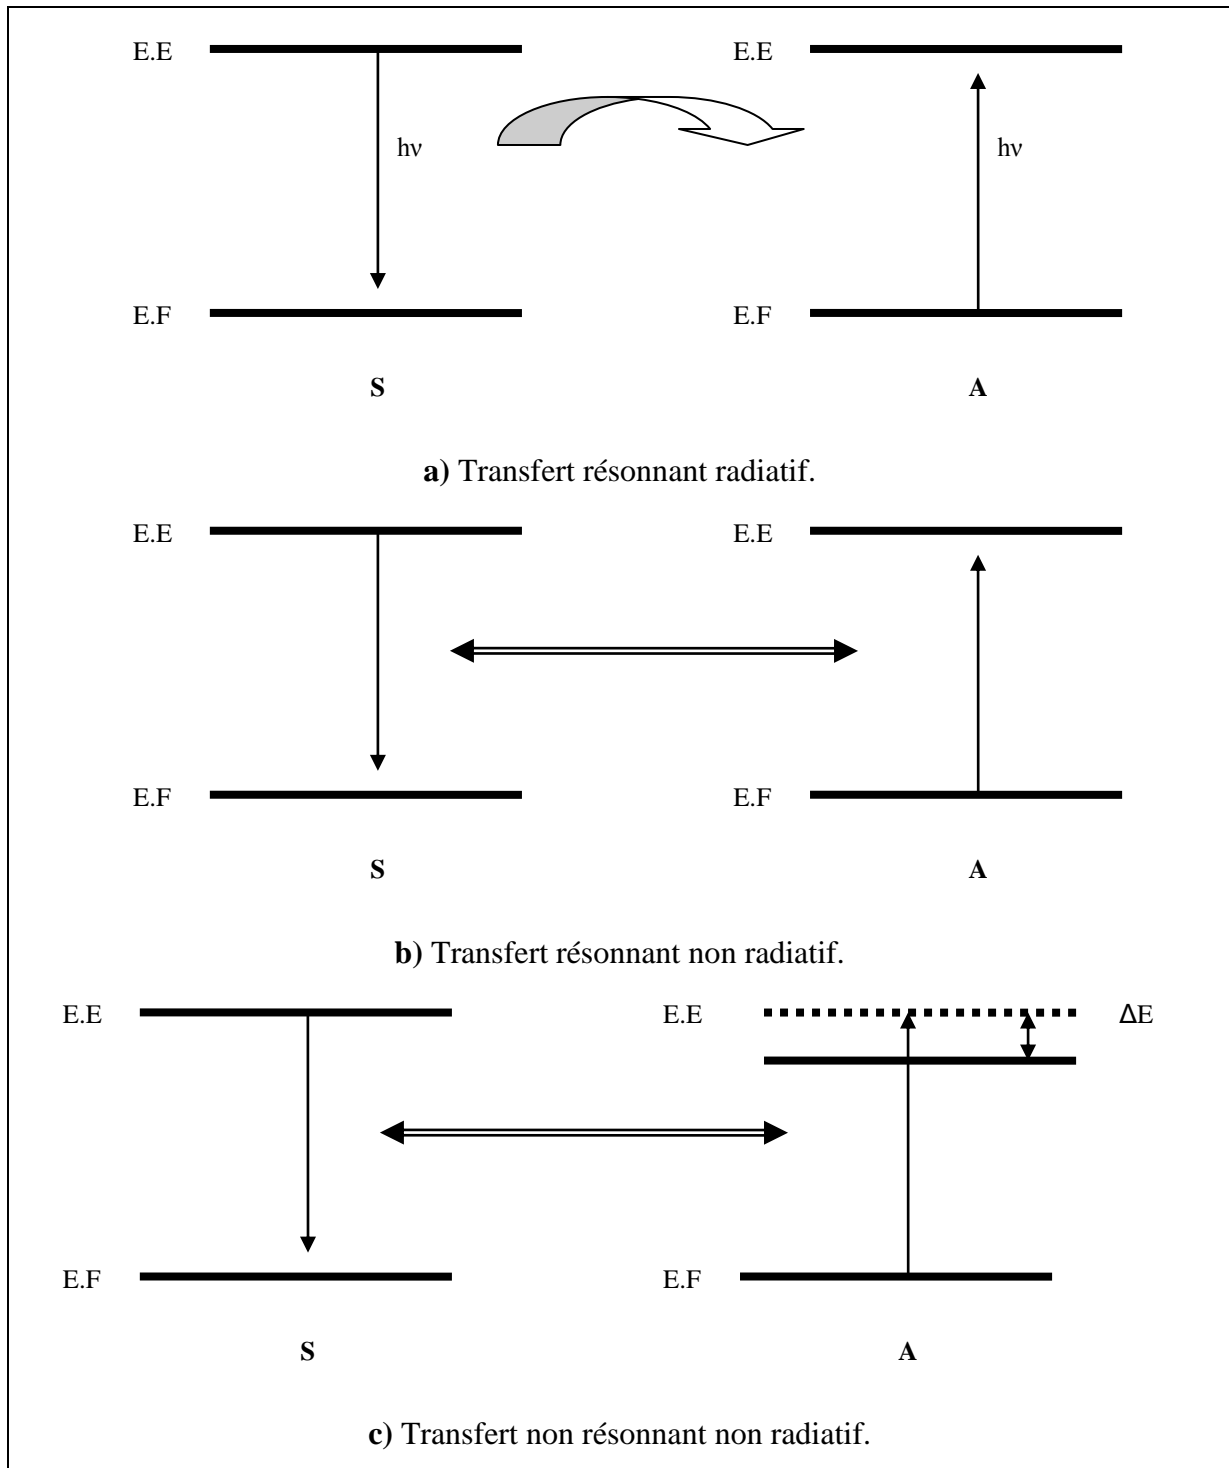 E.E E.E
hν hν
E.F E.F
S A
a) Transfert résonnant radiatif.
E.E E.E
E.F E.F
S A
b) Transfert résonnant non radiatif.
E.E E.E ΔE
E.F E.F
S A
c) Transfert non résonnant non radiatif.